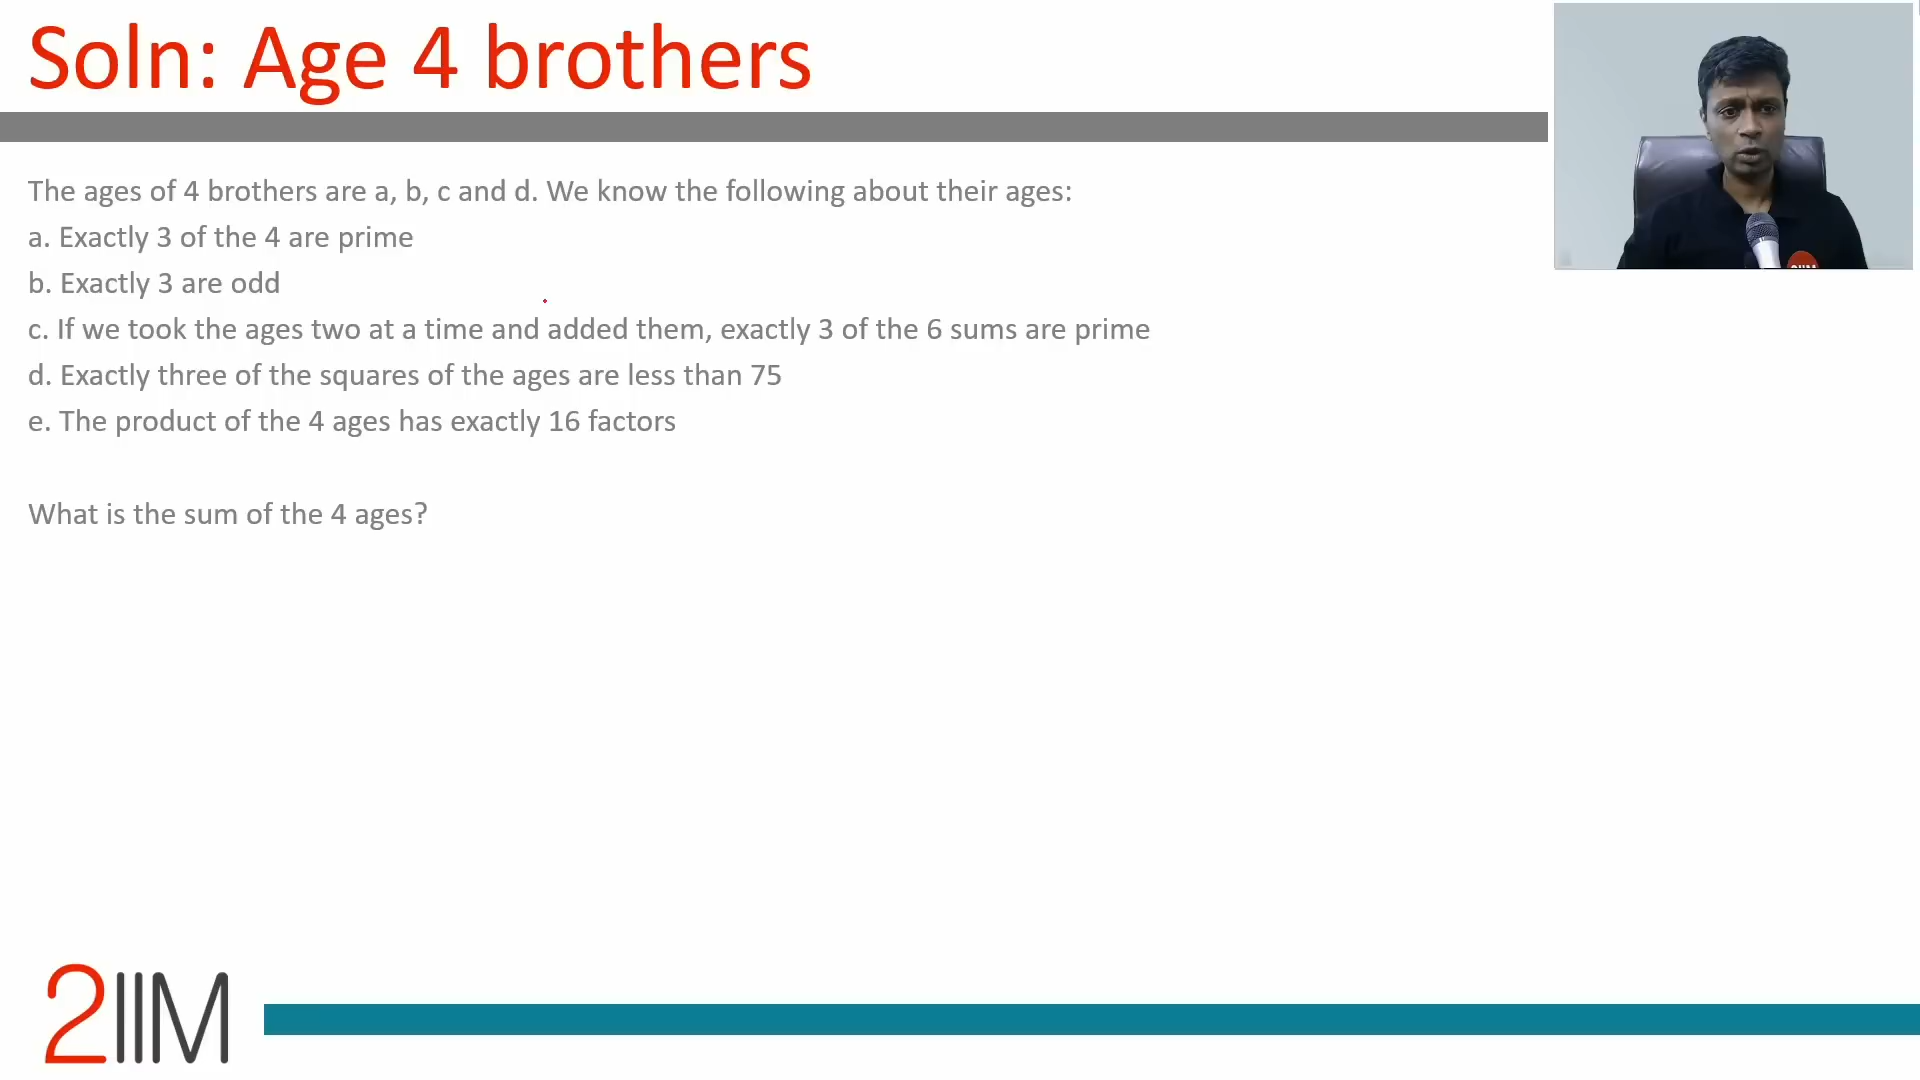 Soln: Age 4 brothers
The ages of 4 brothers are a, b, c and d. We know the following about their ages:
a. Exactly 3 of the 4 are prime
b. Exactly 3 are odd
c. If we took the ages two at a time and added them, exactly 3 of the 6 sums are prime
d. Exactly three of the squares of the ages are less than 75
e. The product of the 4 ages has exactly 16 factors
What is the sum of the 4 ages?
2IIM